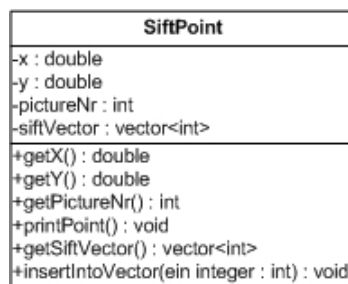 SiftPoint
-x : double
-y : double
-pictureNr : int
-siftVector : vector<int>
+getX() : double
+getY() : double
+getPictureNr() : int
+printPoint() : void
+getSiftVector() : vector<int>
+insertIntoVector(ein integer : int) : void